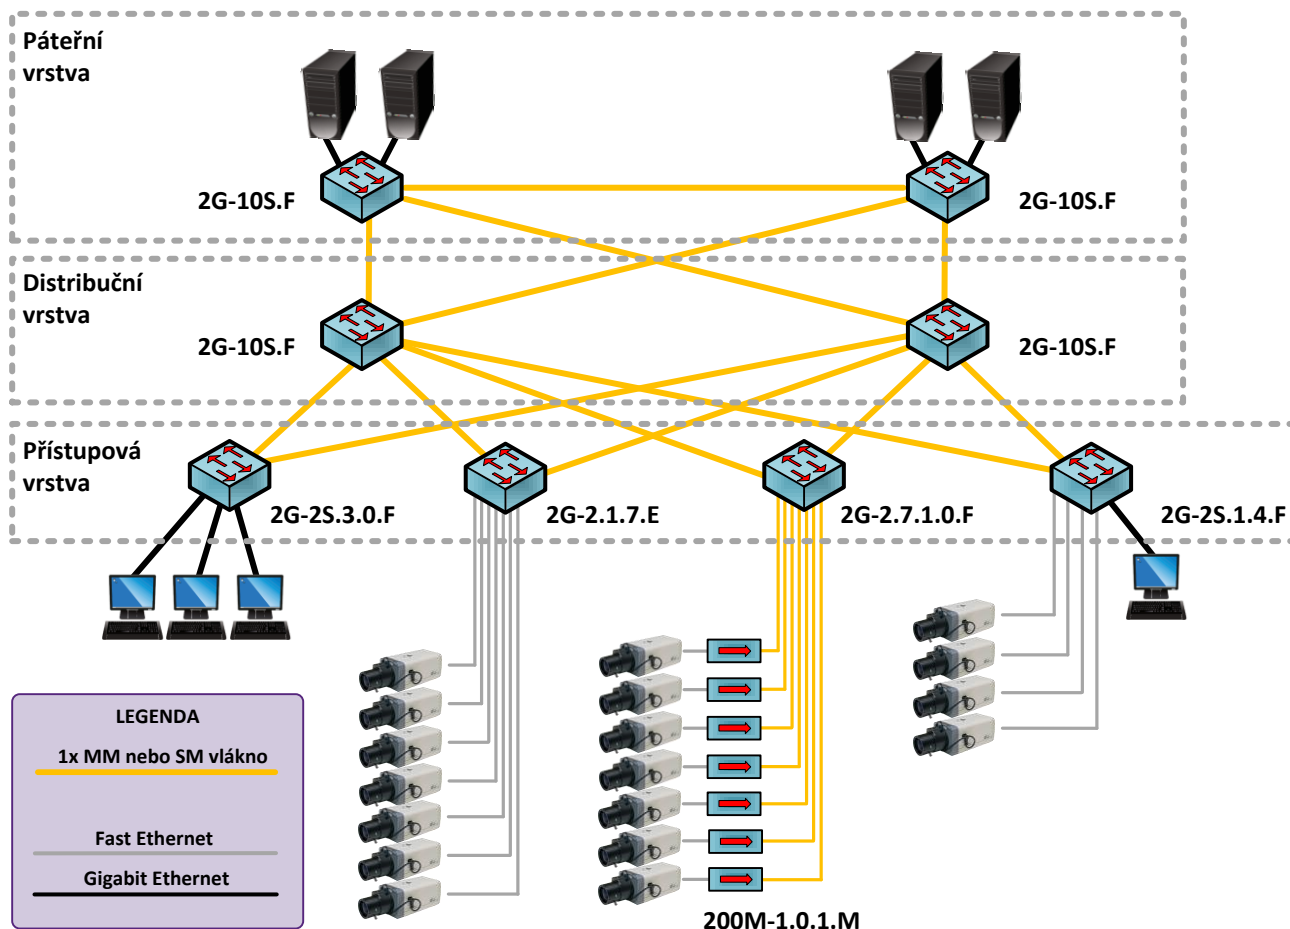 Páteřní
vrstva
2G-10S.F
2G-10S.F
Distribuční
vrstva
2G-10S.F
2G-10S.F
Přístupová
vrstva
2G-2S.3.0.F
2G-2.1.7.E
2G-2.7.1.0.F
2G-2S.1.4.F
LEGENDA
1x MM nebo SM vlákno
Fast Ethernet
Gigabit Ethernet
200M-1.0.1.M